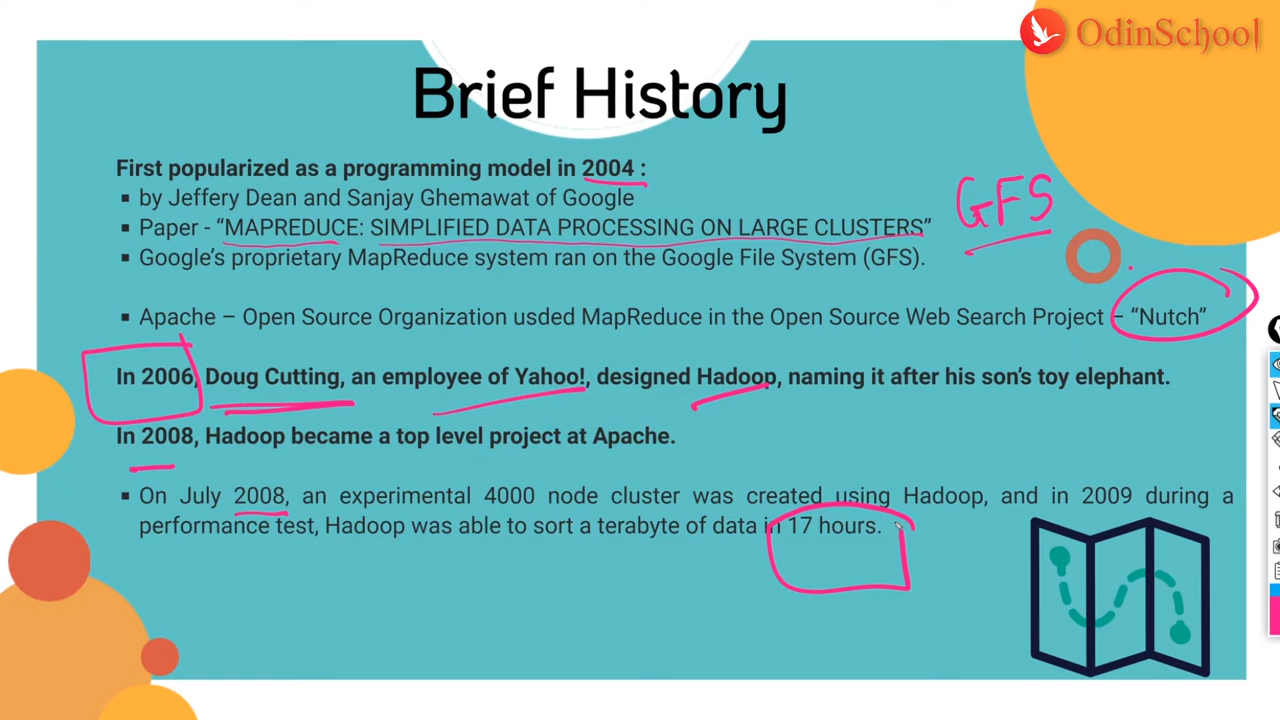 OdinSchool
Brief History
First popularized as a programming model in 2004 :
▪ by Jeffery Dean and Sanjay Ghemawat of Google
▪ Paper - “MAPREDUCE: SIMPLIFIED DATA PROCESSING ON LARGE CLUSTERS”
GFS
▪ Google’s proprietary MapReduce system ran on the Google File System (GFS).
▪ Apache – Open Source Organization usded MapReduce in the Open Source Web Search Project – “Nutch”
In 2006, Doug Cutting, an employee of Yahoo!, designed Hadoop, naming it after his son’s toy elephant.
In 2008, Hadoop became a top level project at Apache.
▪ On July 2008, an experimental 4000 node cluster was created using Hadoop, and in 2009 during a
performance test, Hadoop was able to sort a terabyte of data in 17 hours.